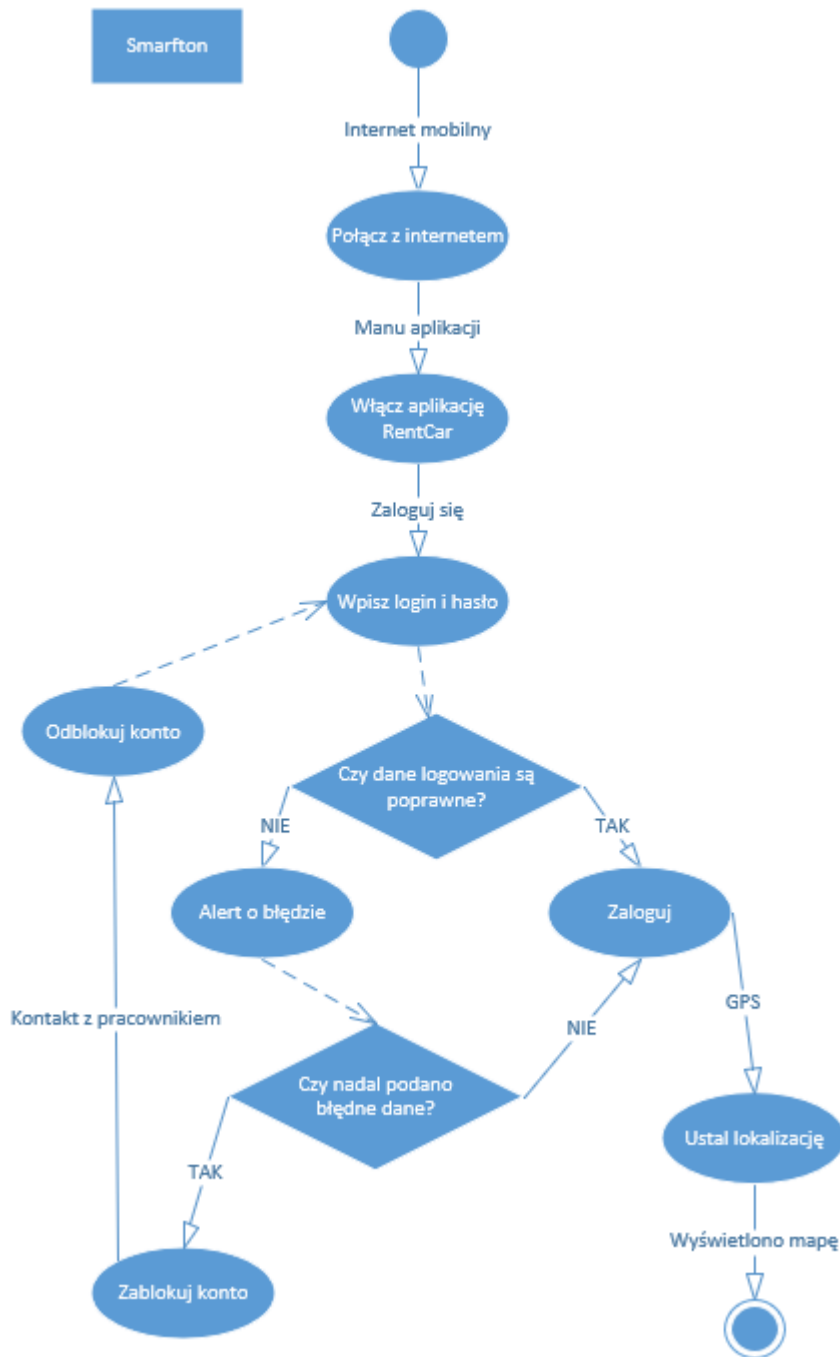 Smarfton
Internet mobilny
Połącz z internetem
Manu aplikacji
Włącz aplikację
RentCar
Zaloguj się
Wpisz login i hasło
Odblokuj konto
Czy dane logowania są
poprawne?
NIE
TAK
Alert o błędzie
Zaloguj
Kontakt z pracownikiem
NIE
GPS
Czy nadal podano
błędne dane?
Ustal lokalizację
TAK
Wyświetlono mapę
Zablokuj konto